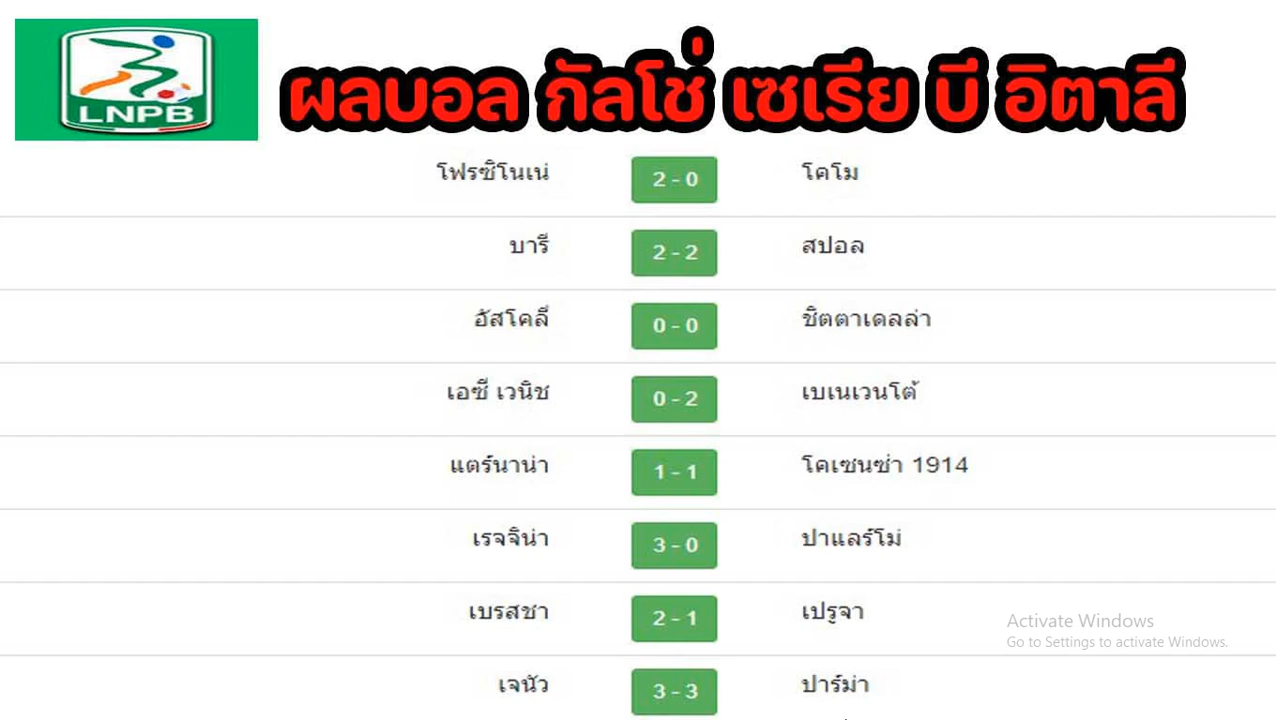 LNPB
ผลบอล กัลโช่ เซเรีย บี อิตาลี
โฟรซิโนเน่ 2 - 0 โคโม
บารี 2 - 2 สปอล
อัสโคลี่ 0 - 0 ชิตตาเดลล่า
เอซี เวนิช 0 - 2 เบเนเวนโต้
แตร์นาน่า 1 - 1 โคเซนซ่า 1914
เรจจิน่า 3 - 0 ปาแลร์โม่
เบรสชา 2 - 1 เปรูจา
Activate Windows
Go to Settings to activate Windows.
เจนัว 3 - 3 ปาร์ม่า